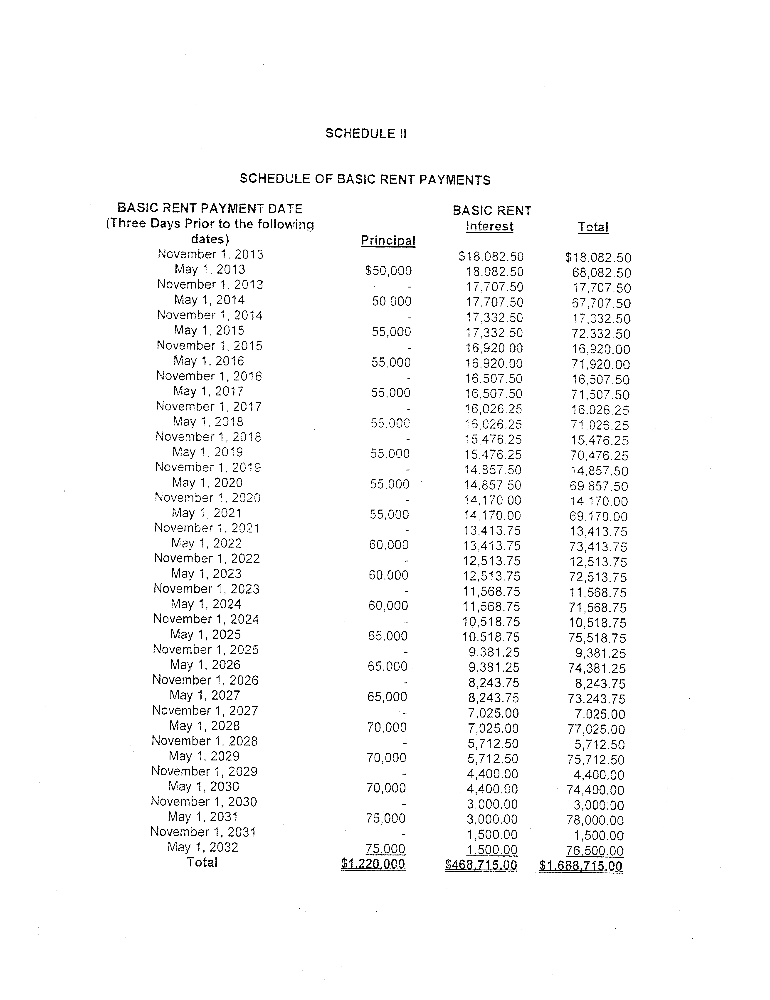 SCHEDULE II
SCHEDULE OF BASIC RENT PAYMENTS
BASIC RENT PAYMENT DATE BASIC RENT
(Three Days Prior to the following Interest Total
dates) Principal
November 1, 2013 $18,082.50 $18,082.50
May 1, 2013 $50,000 18,082.50 68,082.50
November 1, 2013 - 17,707.50 17,707.50
May 1, 2014 50,000 17,707.50 67,707.50
November 1, 2014 - 17,332.50 17,332.50
May 1, 2015 55,000 17,332.50 72,332.50
November 1, 2015 - 16,920.00 16,920.00
May 1, 2016 55,000 16,920.00 71,920.00
November 1, 2016 - 16,507.50 16,507.50
May 1, 2017 55,000 16,507.50 71,507.50
November 1, 2017 - 16,026.25 16,026.25
May 1, 2018 55,000 16,026.25 71,026.25
November 1, 2018 - 15,476.25 15,476.25
May 1, 2019 55,000 15,476.25 70,476.25
November 1, 2019 - 14,857.50 14,857.50
May 1, 2020 55,000 14,857.50 69,857.50
November 1, 2020 - 14,170.00 14,170.00
May 1, 2021 55,000 14,170.00 69,170.00
November 1, 2021 - 13,413.75 13,413.75
May 1, 2022 60,000 13,413.75 73,413.75
November 1, 2022 - 12,513.75 12,513.75
May 1, 2023 60,000 12,513.75 72,513.75
November 1, 2023 - 11,568.75 11,568.75
May 1, 2024 60,000 11,568.75 71,568.75
November 1, 2024 - 10,518.75 10,518.75
May 1, 2025 65,000 10,518.75 75,518.75
November 1, 2025 - 9,381.25 9,381.25
May 1, 2026 65,000 9,381.25 74,381.25
November 1, 2026 - 8,243.75 8,243.75
May 1, 2027 65,000 8,243.75 73,243.75
November 1, 2027 - 7,025.00 7,025.00
May 1, 2028 70,000 7,025.00 77,025.00
November 1, 2028 - 5,712.50 5,712.50
May 1, 2029 70,000 5,712.50 75,712.50
November 1, 2029 - 4,400.00 4,400.00
May 1, 2030 70,000 4,400.00 74,400.00
November 1, 2030 - 3,000.00 3,000.00
May 1, 2031 75,000 3,000.00 78,000.00
November 1, 2031 - 1,500.00 1,500.00
May 1, 2032 75,000 1,500.00 76,500.00
Total $1,220,000 $468,715.00 $1,688,715.00